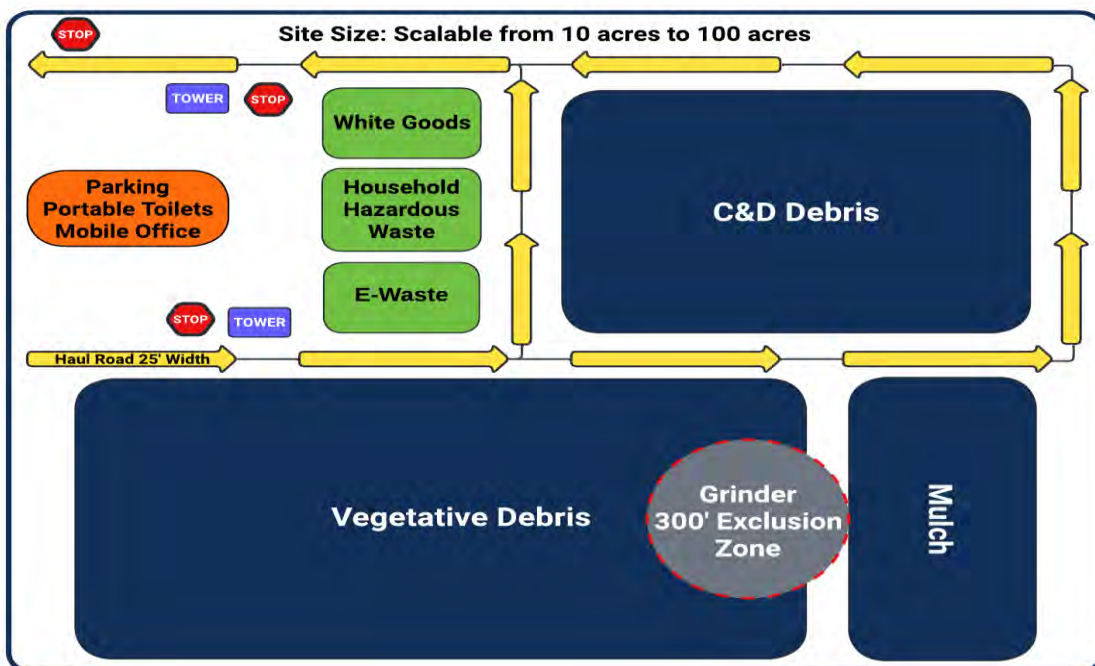 STOP
Site Size: Scalable from 10 acres to 100 acres
TOWER
STOP
White Goods
Parking
Portable Toilets
Mobile Office
Household
Hazardous
Waste
C&D Debris
E-Waste
STOP
TOWER
Haul Road 25' Width
Vegetative Debris
Grinder
300' Exclusion
Zone
Mulch